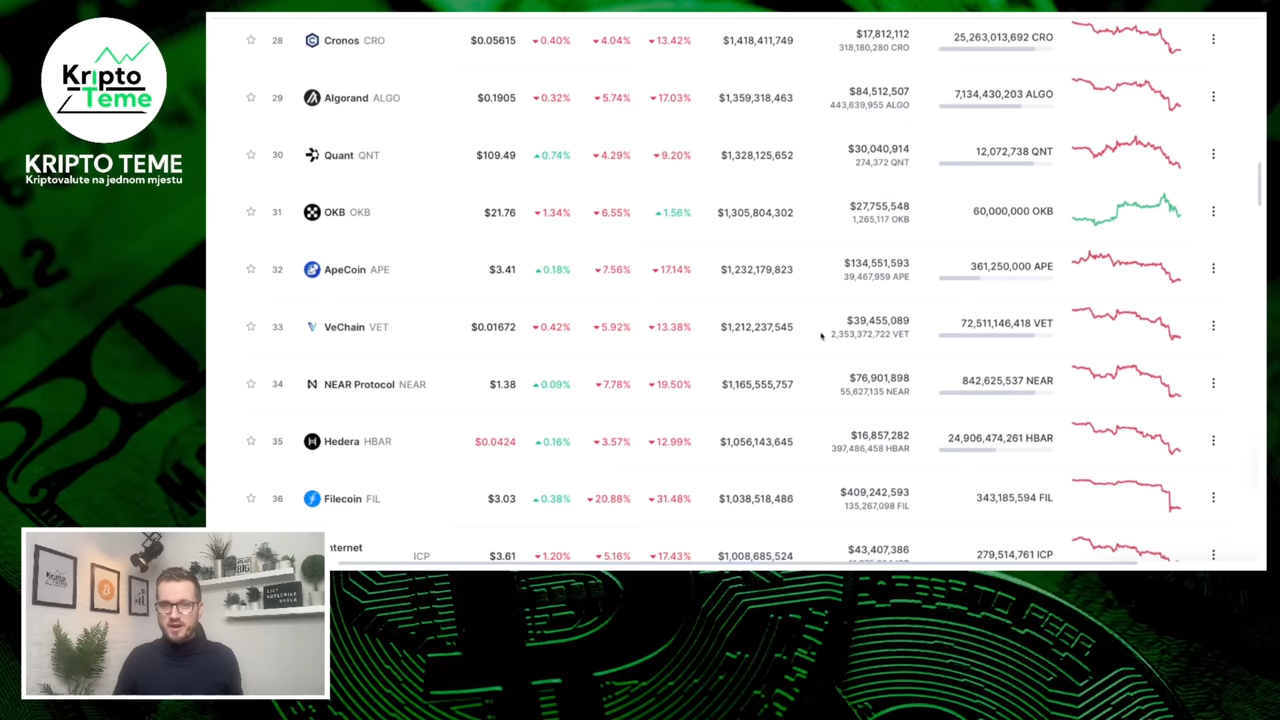 Kripto
Teme
KRIPTO TEME
Kriptovalute na jednom mjestu
28 Cronos CRO $0.05615 0.40% 4.04% 13.42% $1,418,411,749 $17,812,112 25,263,013,692 CRO
318,180,280 CRO
29 Algorand ALGO $0.1905 0.32% 5.74% 17.03% $1,359,318,463 $84,512,507 7,134,430,203 ALGO
443,639,955 ALGO
30 Quant QNT $109.49 0.74% 4.29% 9.20% $1,328,125,652 $30,040,914 12,072,738 QNT
274,372 QNT
31 OKB OKB $21.76 1.34% 6.55% 1.56% $1,305,804,302 $27,755,548 60,000,000 OKB
1,265,117 OKB
32 ApeCoin APE $3.41 0.18% 7.56% 17.14% $1,232,179,823 $134,551,593 361,250,000 APE
39,467,959 APE
33 VeChain VET $0.01672 0.42% 5.92% 13.38% $1,212,237,545 $39,455,089 72,511,146,418 VET
2,353,372,722 VET
34 NEAR Protocol NEAR $1.38 0.09% 7.78% 19.50% $1,165,555,757 $76,901,898 842,625,537 NEAR
55,627,135 NEAR
35 Hedera HBAR $0.0424 0.16% 3.57% 12.99% $1,056,143,645 $16,857,282 24,906,474,261 HBAR
397,486,458 HBAR
36 Filecoin FIL $3.03 0.38% 20.88% 31.48% $1,038,518,486 $409,242,593 343,185,594 FIL
135,267,098 FIL
nternet ICP $3.61 1.20% 5.16% 17.43% $1,008,685,524 $43,407,386 279,514,761 ICP